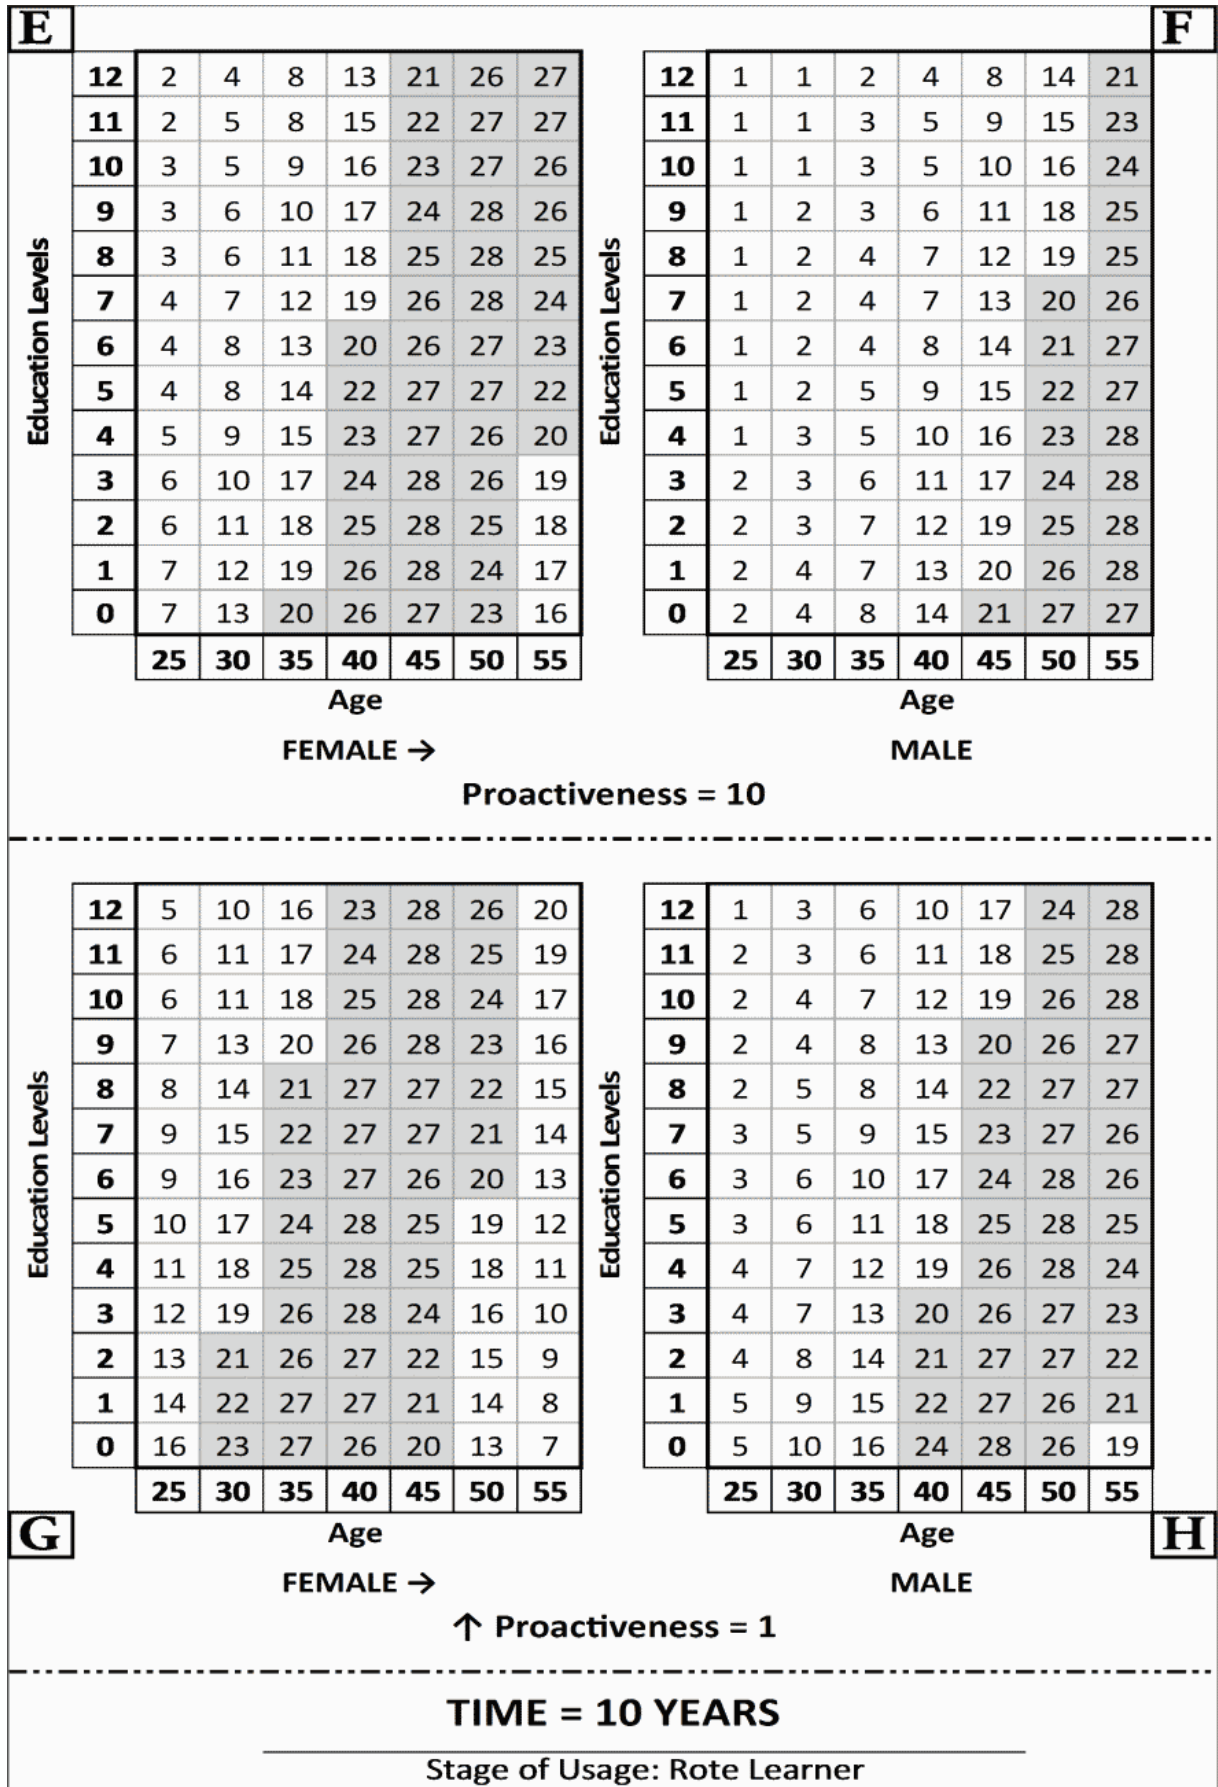 E F
12 2 4 8 13 21 26 27 12 1 1 2 4 8 14 21
11 2 5 8 15 22 27 27 11 1 1 3 5 9 15 23
10 3 5 9 16 23 27 26 10 1 1 3 5 10 16 24
9 3 6 10 17 24 28 26 9 1 2 3 6 11 18 25
8 3 6 11 18 25 28 25 8 1 2 4 7 12 19 25
7 4 7 12 19 26 28 24 7 1 2 4 7 13 20 26
6 4 8 13 20 26 27 23 6 1 2 4 8 14 21 27
5 4 8 14 22 27 27 22 5 1 2 5 9 15 22 27
4 5 9 15 23 27 26 20 4 1 3 5 10 16 23 28
3 6 10 17 24 28 26 19 3 2 3 6 11 17 24 28
2 6 11 18 25 28 25 18 2 2 3 7 12 19 25 28
1 7 12 19 26 28 24 17 1 2 4 7 13 20 26 28
0 7 13 20 26 27 23 16 0 2 4 8 14 21 27 27
Education Levels Education Levels
25 30 35 40 45 50 55 25 30 35 40 45 50 55
Age Age
FEMALE → MALE
Proactiveness = 10
12 5 10 16 23 28 26 20 12 1 3 6 10 17 24 28
11 6 11 17 24 28 25 19 11 2 3 6 11 18 25 28
10 6 11 18 25 28 24 17 10 2 4 7 12 19 26 28
9 7 13 20 26 28 23 16 9 2 4 8 13 20 26 27
8 8 14 21 27 27 22 15 8 2 5 8 14 22 27 27
7 9 15 22 27 27 21 14 7 3 5 9 15 23 27 26
6 9 16 23 27 26 20 13 6 3 6 10 17 24 28 26
5 10 17 24 28 25 19 12 5 3 6 11 18 25 28 25
4 11 18 25 28 25 18 11 4 4 7 12 19 26 28 24
3 12 19 26 28 24 16 10 3 4 7 13 20 26 27 23
2 13 21 26 27 22 15 9 2 4 8 14 21 27 27 22
1 14 22 27 27 21 14 8 1 5 9 15 22 27 26 21
0 16 23 27 26 20 13 7 0 5 10 16 24 28 26 19
Education Levels Education Levels
25 30 35 40 45 50 55 25 30 35 40 45 50 55
G Age Age H
FEMALE → MALE
↑ Proactiveness = 1
TIME = 10 YEARS
Stage of Usage: Rote Learner